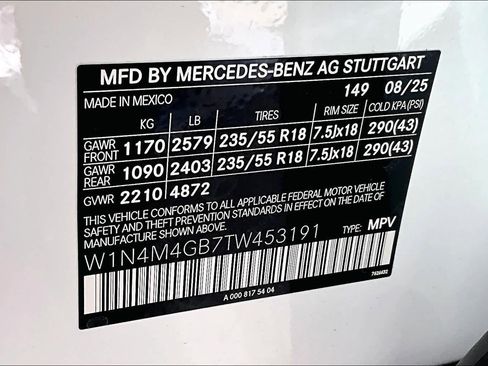 MFD BY MERCEDES-BENZ AG STUTTGART
MADE IN MEXICO 149 08/25
KG LB TIRES RIM SIZE COLD KPA (PSI)
GAWR FRONT 1170 2579 235/55 R18 7.5Jx18 290(43)
GAWR REAR 1090 2403 235/55 R18 7.5Jx18 290(43)
GVWR 2210 4872
THIS VEHICLE CONFORMS TO ALL APPLICABLE FEDERAL MOTOR VEHICLE
SAFETY AND THEFT PREVENTION STANDARDS IN EFFECT ON THE DATE OF
MANUFACTURE SHOWN ABOVE.
W1N4M4GB7TW453191 TYPE: MPV
A 000 817 54 04